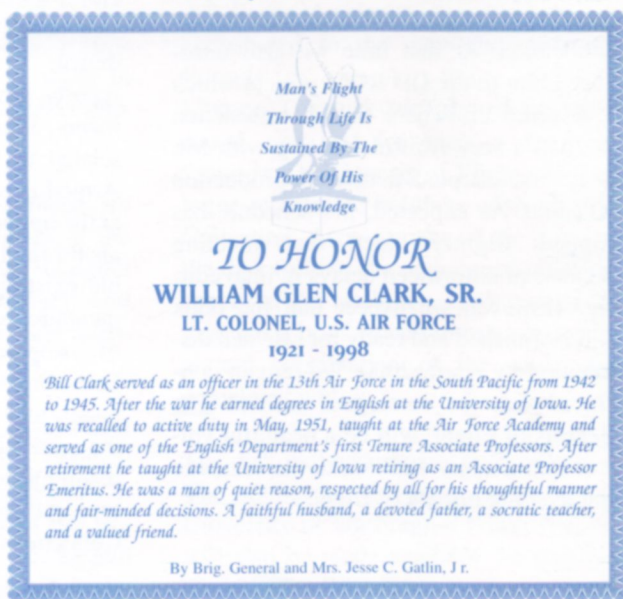 Man's Flight
Through Life Is
Sustained By The
Power Of His
Knowledge
TO HONOR
WILLIAM GLEN CLARK, SR.
LT. COLONEL, U.S. AIR FORCE
1921 - 1998
Bill Clark served as an officer in the 13th Air Force in the South Pacific from 1942
to 1945. After the war he earned degrees in English at the University of Iowa. He
was recalled to active duty in May, 1951, taught at the Air Force Academy and
served as one of the English Department's first Tenure Associate Professors. After
retirement he taught at the University of Iowa retiring as an Associate Professor
Emeritus. He was a man of quiet reason, respected by all for his thoughtful manner
and fair-minded decisions. A faithful husband, a devoted father, a socratic teacher,
and a valued friend.
By Brig. General and Mrs. Jesse C. Gatlin, J r.